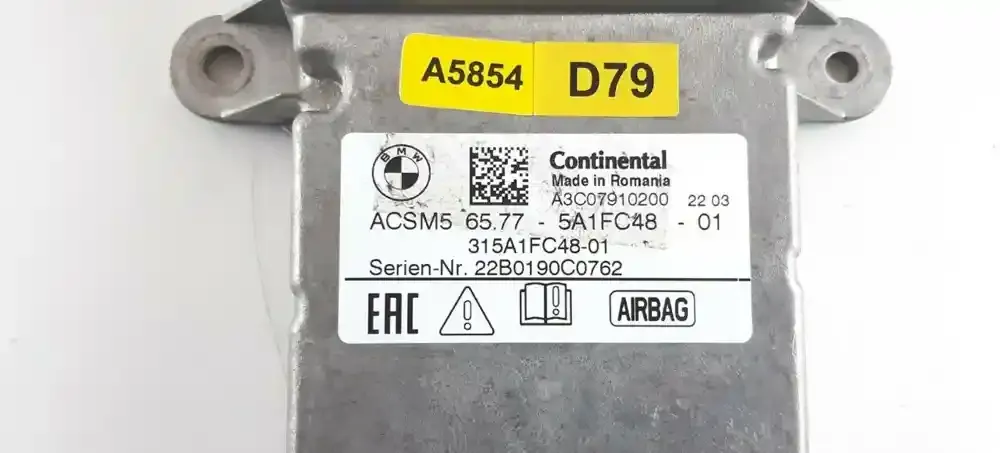 A5854 D79
BMW
Continental
Made in Romania
A3C07910200 22 03
ACSM5 65.77 - 5A1FC48 - 01
315A1FC48-01
Serien-Nr. 22B0190C0762
EAC AIRBAG